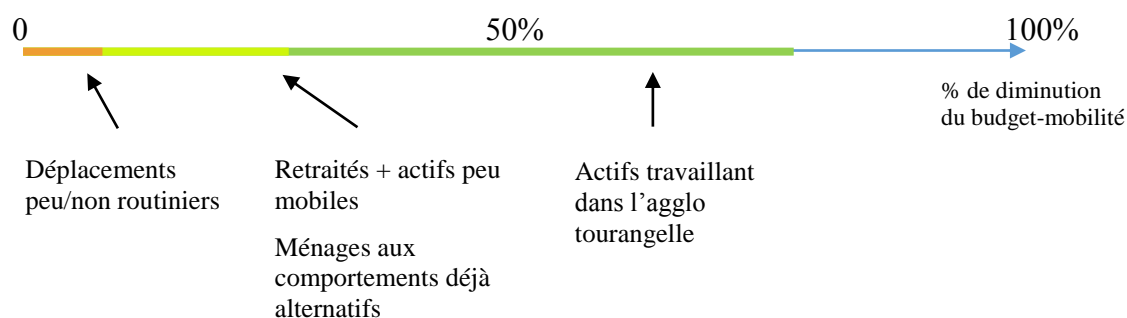 0
50%
100%
% de diminution
du budget-mobilité
Déplacements
peu/non routiniers
Retraités + actifs peu
mobiles
Ménages aux
comportements déjà
alternatifs
Actifs travaillant
dans l’agglo
tourangelle